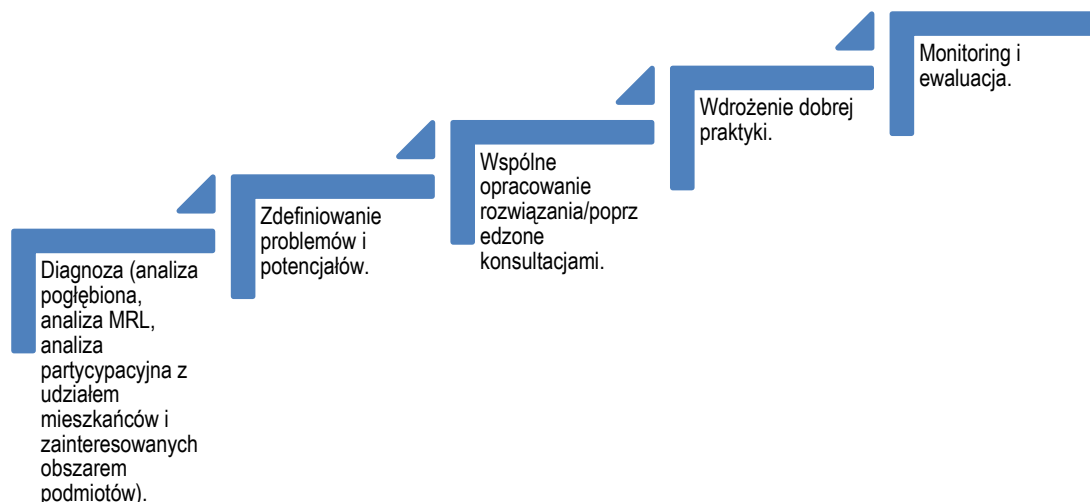 Diagnoza (analiza
pogłębiona,
analiza MRL,
analiza
partycypacyjna z
udziałem
mieszkańców i
zainteresowanych
obszarem
podmiotów).
Zdefiniowanie
problemów i
potencjałów.
Wspólne
opracowanie
rozwiązania/poprz
edzone
konsultacjami.
Wdrożenie dobrej
praktyki.
Monitoring i
ewaluacja.